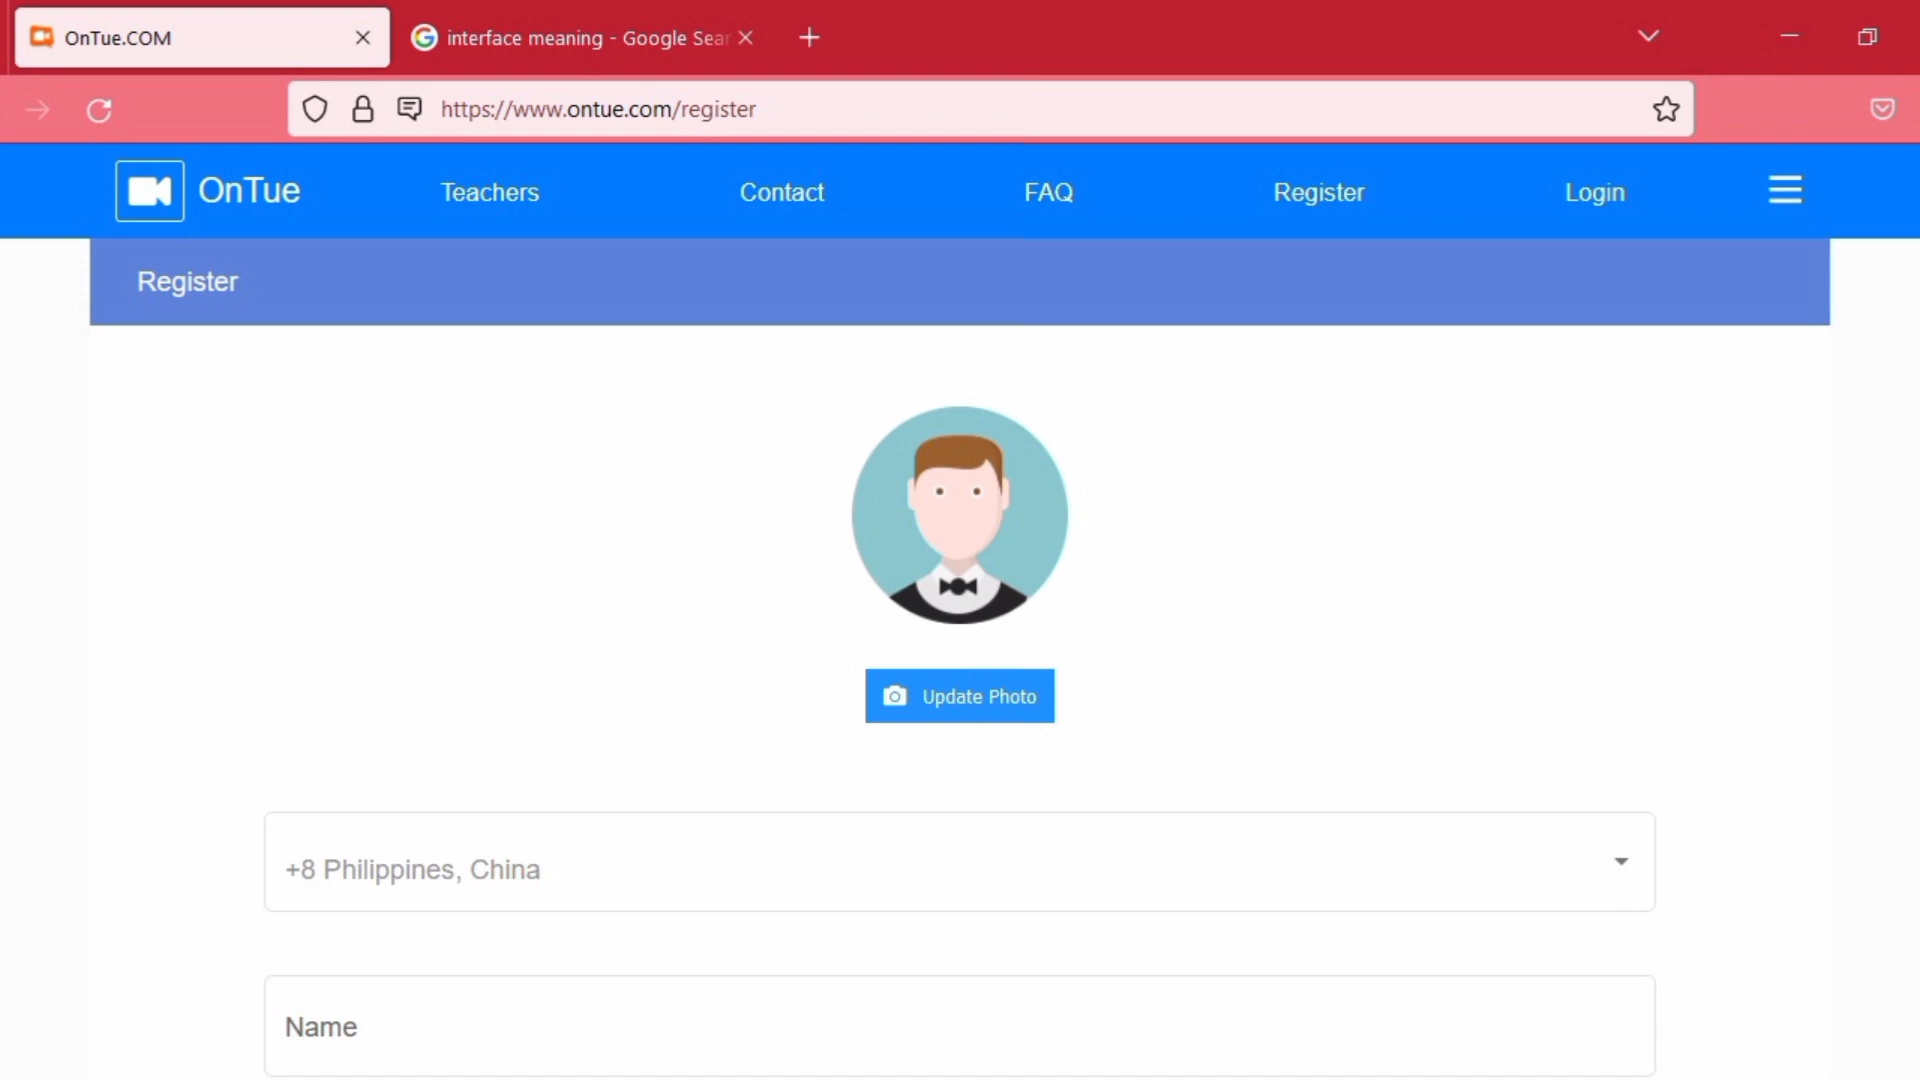 OnTue.COM
interface meaning - Google Sear
https://www.ontue.com/register
OnTue
Teachers
Contact
FAQ
Register
Login
Register
Update Photo
+8 Philippines, China
Name